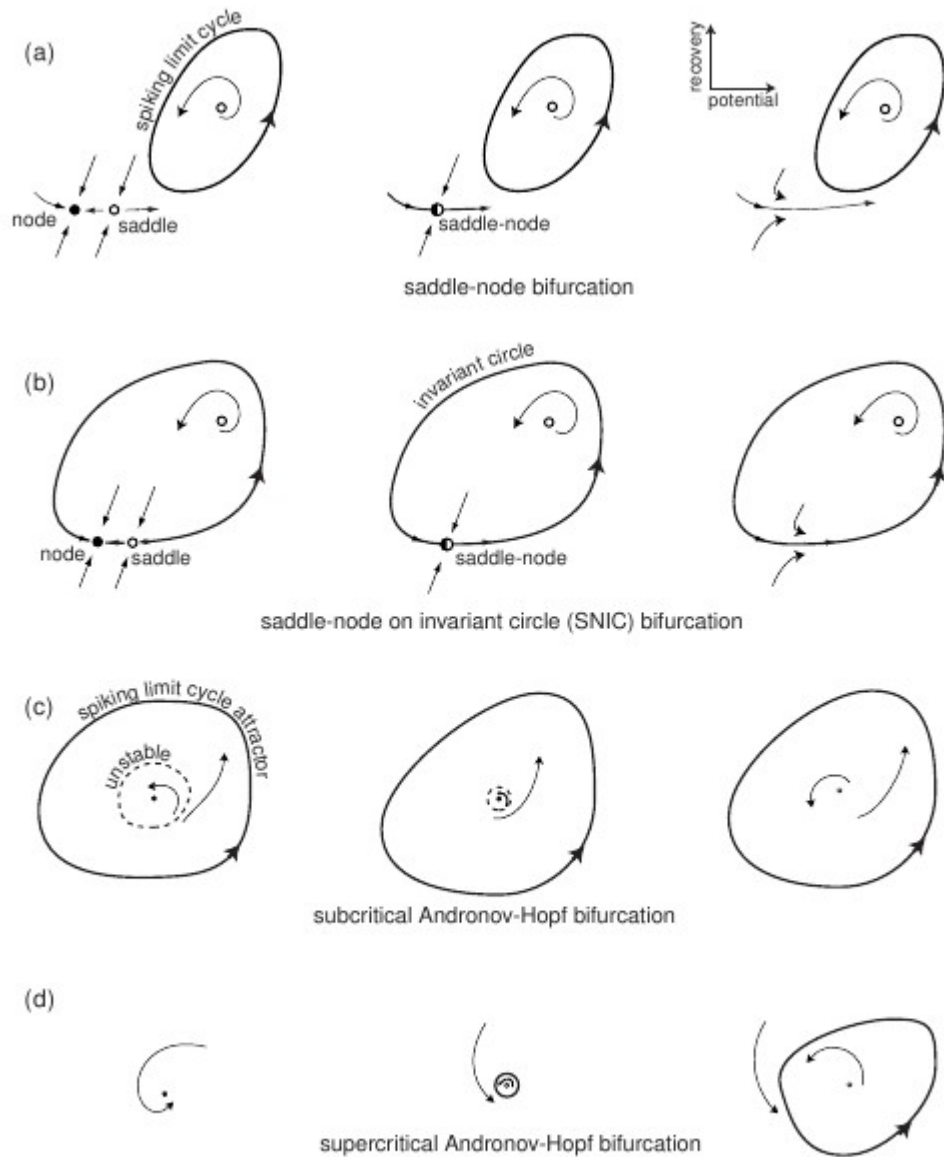 (a)
spiking limit cycle
recovery
potential
node
saddle
saddle-node
saddle-node bifurcation
(b)
invariant circle
node
saddle
saddle-node
saddle-node on invariant circle (SNIC) bifurcation
(c)
spiking limit cycle attractor
unstable
subcritical Andronov-Hopf bifurcation
(d)
supercritical Andronov-Hopf bifurcation